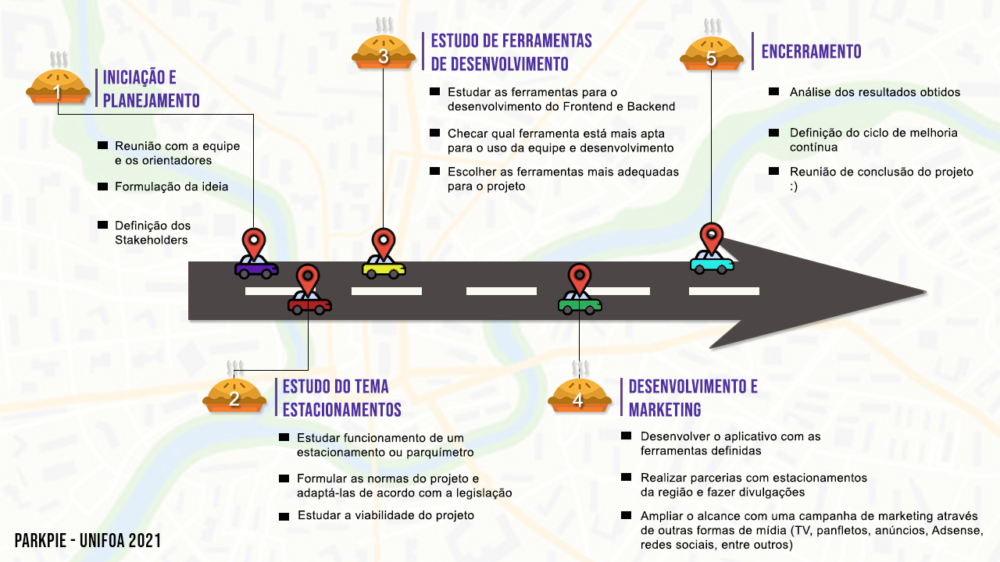 1
INICIAÇÃO E
PLANEJAMENTO
Reunião com a equipe
e os orientadores
Formulação da ideia
Definição dos
Stakeholders
2
ESTUDO DO TEMA
ESTACIONAMENTOS
Estudar funcionamento de um
estacionamento ou parquímetro
Formular as normas do projeto e
adaptá-las de acordo com a legislação
Estudar a viabilidade do projeto
3
ESTUDO DE FERRAMENTAS
DE DESENVOLVIMENTO
Estudar as ferramentas para o
desenvolvimento do Frontend e Backend
Checar qual ferramenta está mais apta
para o uso da equipe e desenvolvimento
Escolher as ferramentas mais adequadas
para o projeto
4
DESENVOLVIMENTO E
MARKETING
Desenvolver o aplicativo com as
ferramentas definidas
Realizar parcerias com estacionamentos
da região e fazer divulgações
Ampliar o alcance com uma campanha de marketing através
de outras formas de mídia (TV, panfletos, anúncios, Adsense,
redes sociais, entre outros)
5
ENCERRAMENTO
Análise dos resultados obtidos
Definição do ciclo de melhoria
contínua
Reunião de conclusão do projeto
:)
PARKPIE - UNIFOA 2021